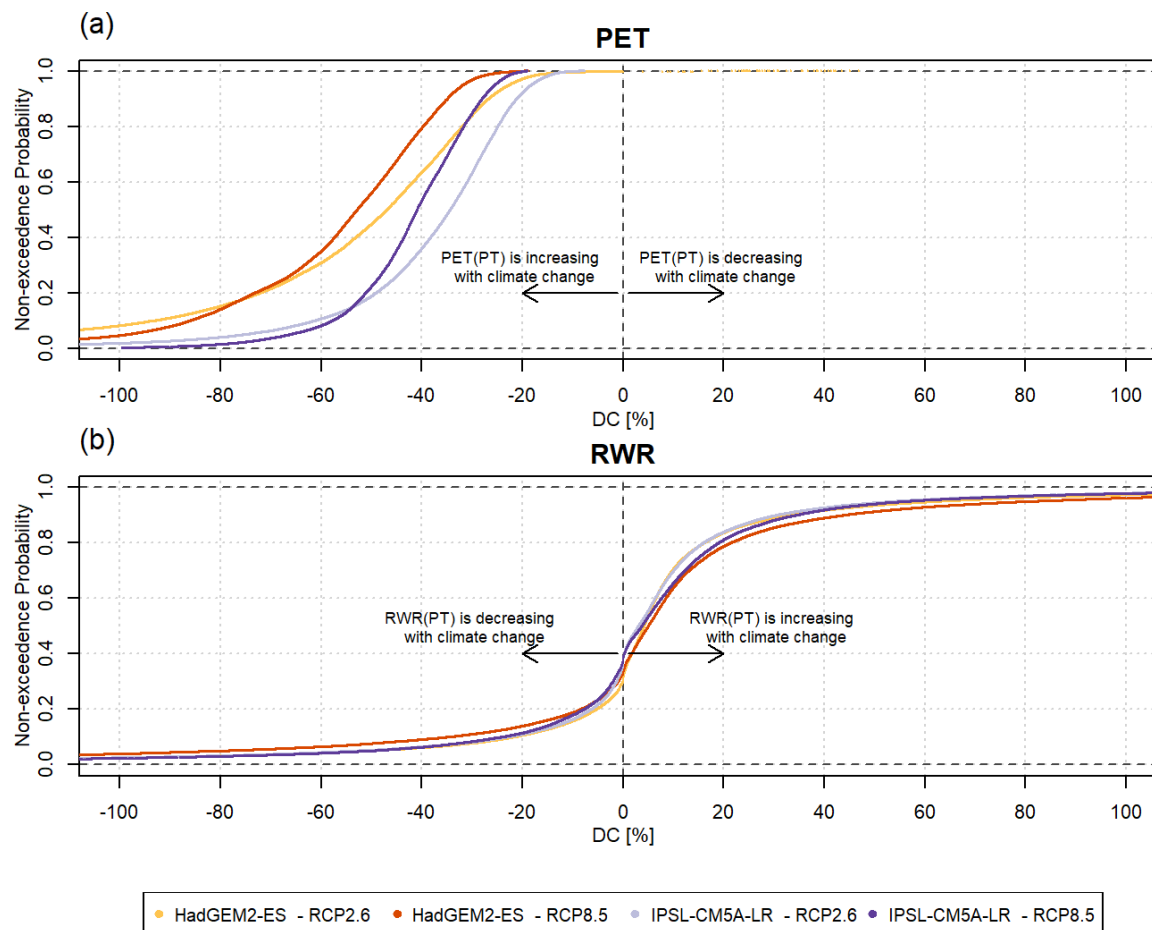 (a)
PET
Non-exceedence Probability
1.0
0.8
0.6
0.4
0.2
0.0
PET(PT) is increasing
with climate change
PET(PT) is decreasing
with climate change
-100 -80 -60 -40 -20 0 20 40 60 80 100
DC [%]
(b)
RWR
Non-exceedence Probability
1.0
0.8
0.6
0.4
0.2
0.0
RWR(PT) is decreasing
with climate change
RWR(PT) is increasing
with climate change
-100 -80 -60 -40 -20 0 20 40 60 80 100
DC [%]
HadGEM2-ES - RCP2.6 HadGEM2-ES - RCP8.5 IPSL-CM5A-LR - RCP2.6 IPSL-CM5A-LR - RCP8.5